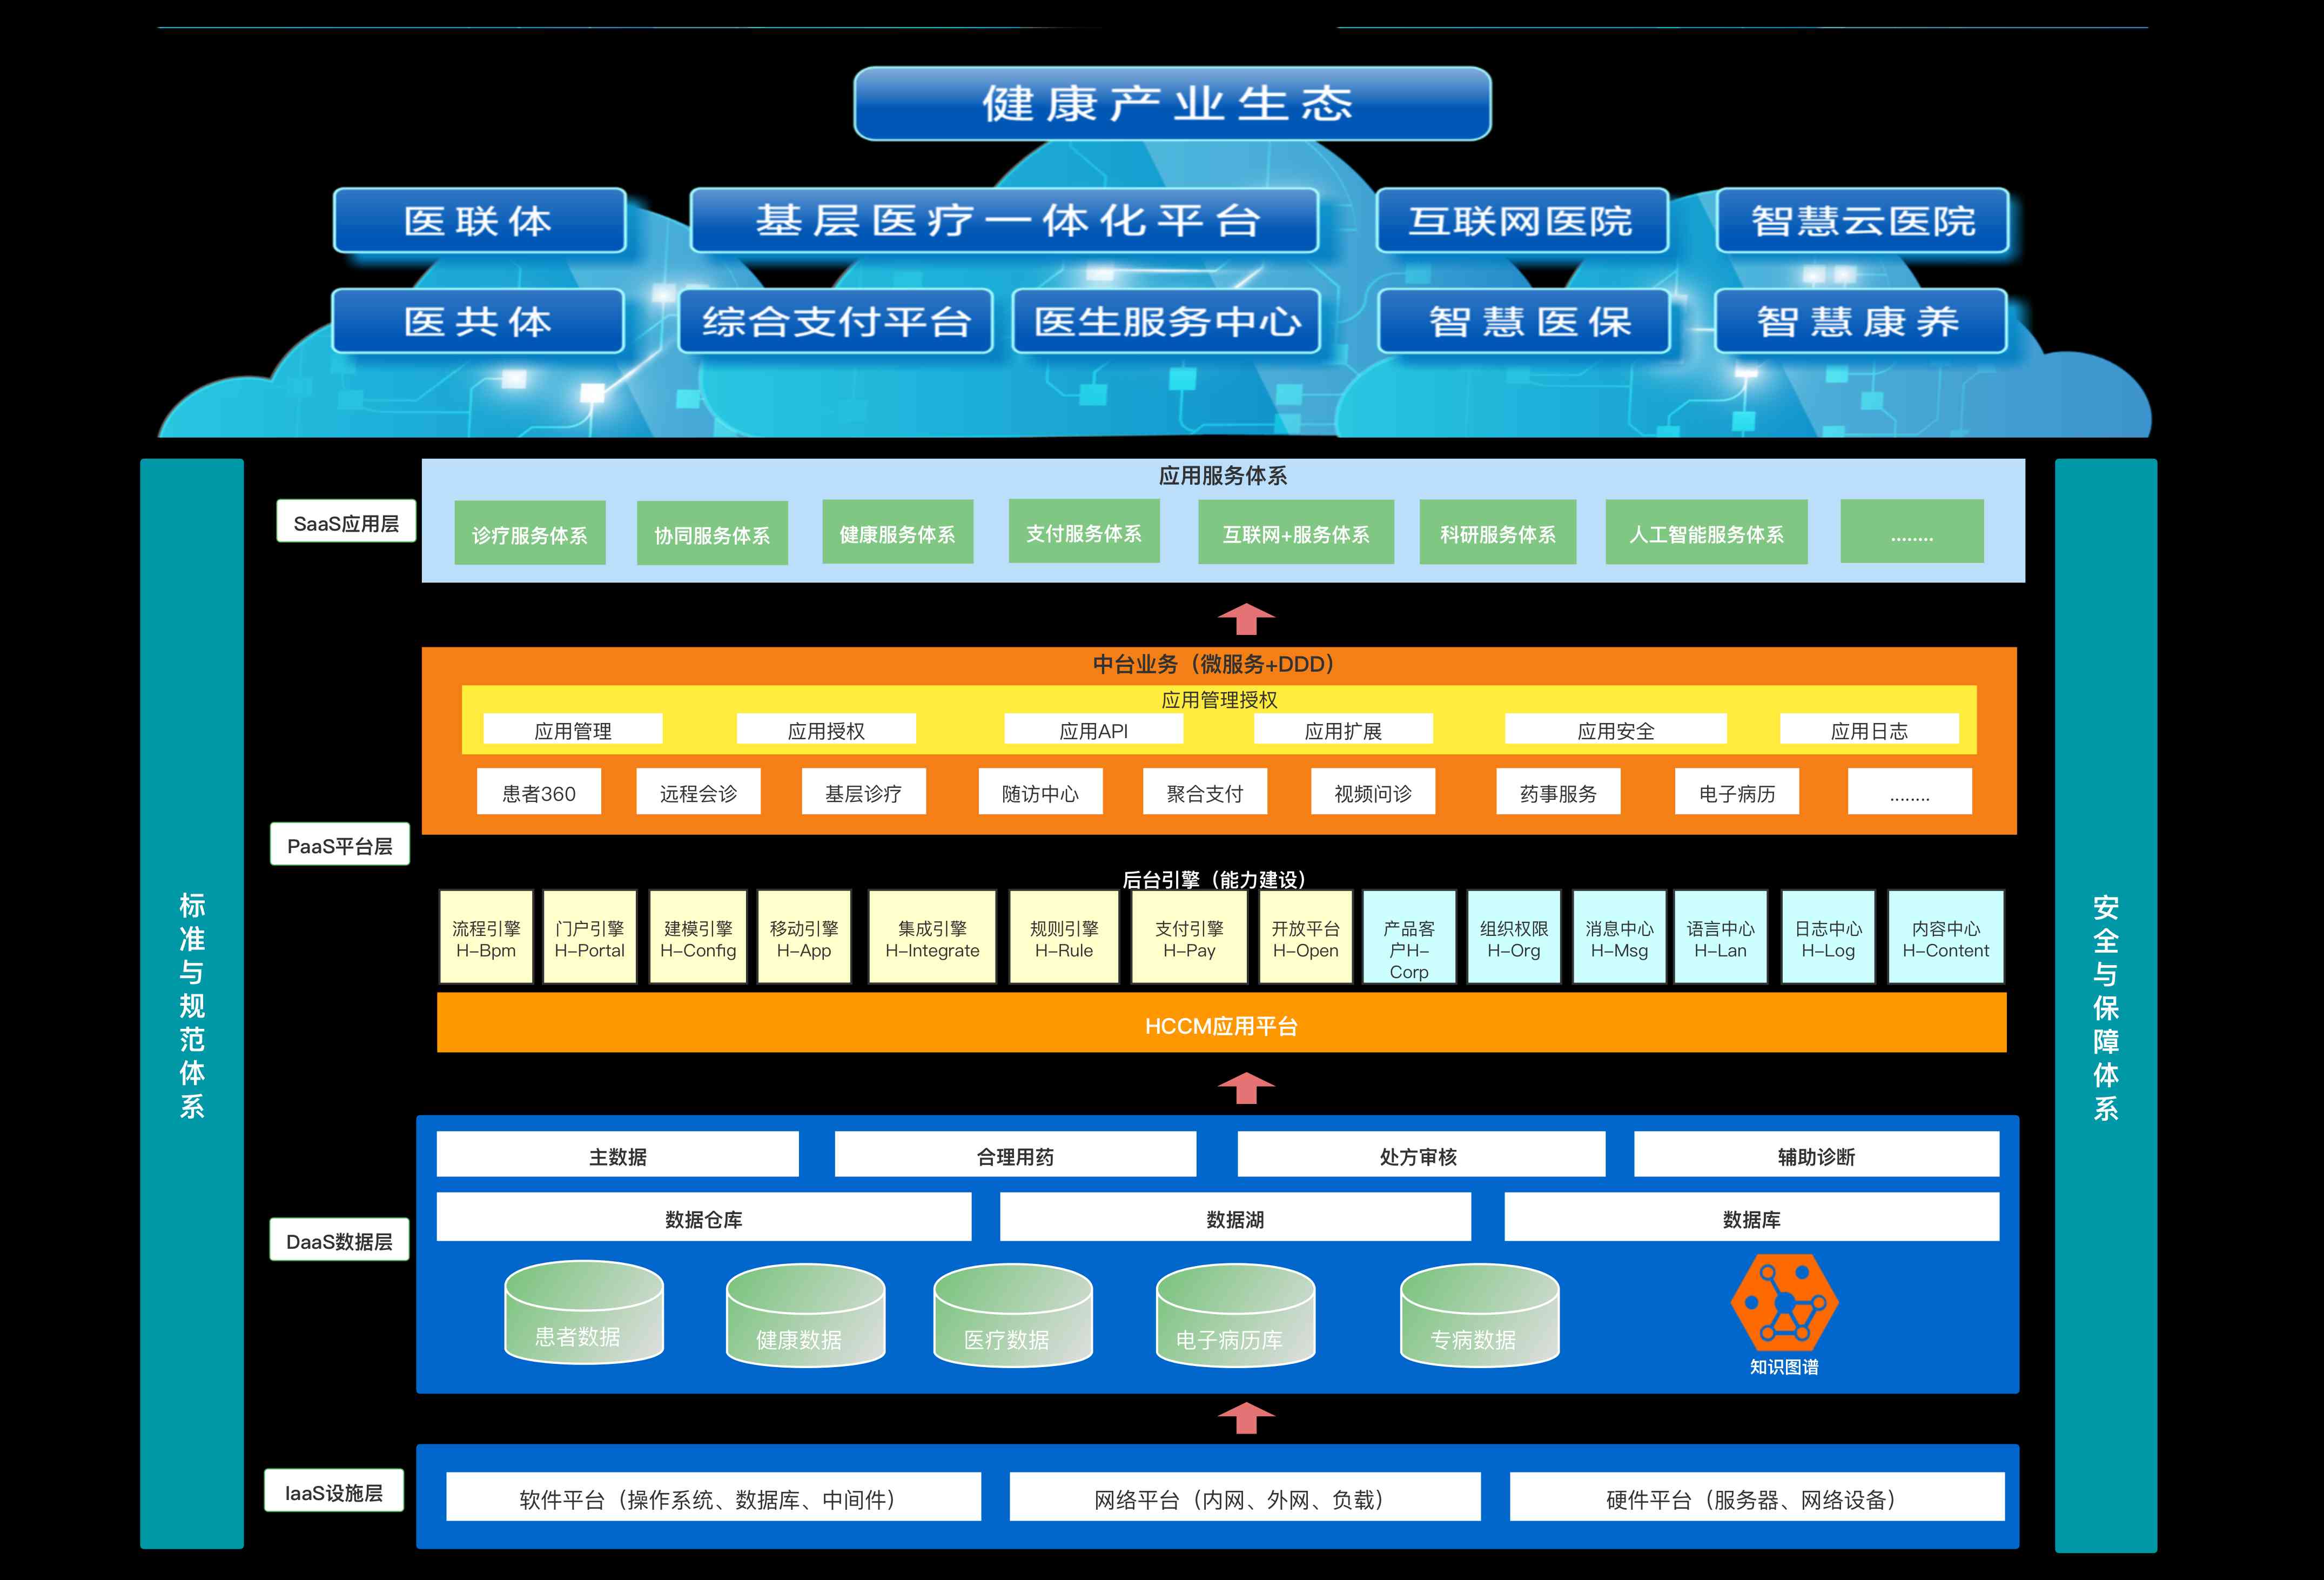 健康产业生态
医联体
基层医疗一体化平台
互联网医院
智慧云医院
医共体
综合支付平台
医生服务中心
智慧医保
智慧康养
标准与规范体系
安全与保障体系
SaaS应用层
应用服务体系
诊疗服务体系
协同服务体系
健康服务体系
支付服务体系
互联网+服务体系
科研服务体系
人工智能服务体系
........
PaaS平台层
中台业务（微服务+DDD）
应用管理授权
应用管理
应用授权
应用API
应用扩展
应用安全
应用日志
患者360
远程会诊
基层诊疗
随访中心
聚合支付
视频问诊
药事服务
电子病历
........
后台引擎（能力建设）
流程引擎
H-Bpm
门户引擎
H-Portal
建模引擎
H-Config
移动引擎
H-App
集成引擎
H-Integrate
规则引擎
H-Rule
支付引擎
H-Pay
开放平台
H-Open
产品客
户H-
Corp
组织权限
H-Org
消息中心
H-Msg
语言中心
H-Lan
日志中心
H-Log
内容中心
H-Content
HCCM应用平台
DaaS数据层
主数据
合理用药
处方审核
辅助诊断
数据仓库
数据湖
数据库
患者数据
健康数据
医疗数据
电子病历库
专病数据
知识图谱
IaaS设施层
软件平台（操作系统、数据库、中间件）
网络平台（内网、外网、负载）
硬件平台（服务器、网络设备）